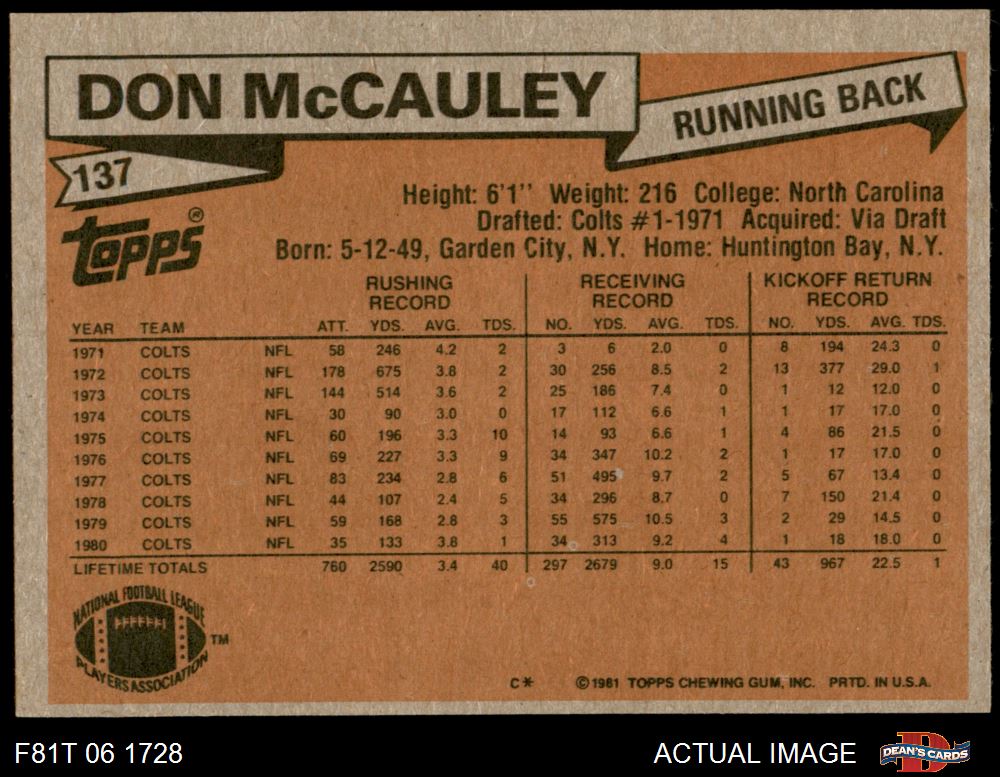 DON McCAULEY
RUNNING BACK
137
topps®
Height: 6'1'' Weight: 216 College: North Carolina
Drafted: Colts #1-1971 Acquired: Via Draft
Born: 5-12-49, Garden City, N.Y. Home: Huntington Bay, N.Y.
RUSHING RECORD RECEIVING RECORD KICKOFF RETURN RECORD
YEAR TEAM ATT. YDS. AVG. TDS. NO. YDS. AVG. TDS. NO. YDS. AVG. TDS.
1971 COLTS NFL 58 246 4.2 2 3 6 2.0 0 8 194 24.3 0
1972 COLTS NFL 178 675 3.8 2 30 256 8.5 2 13 377 29.0 1
1973 COLTS NFL 144 514 3.6 2 25 186 7.4 0 1 12 12.0 0
1974 COLTS NFL 30 90 3.0 0 17 112 6.6 1 1 17 17.0 0
1975 COLTS NFL 60 196 3.3 10 14 93 6.6 1 4 86 21.5 0
1976 COLTS NFL 69 227 3.3 9 34 347 10.2 2 1 17 17.0 0
1977 COLTS NFL 83 234 2.8 6 51 495 9.7 2 5 67 13.4 0
1978 COLTS NFL 44 107 2.4 5 34 296 8.7 0 7 150 21.4 0
1979 COLTS NFL 59 168 2.8 3 55 575 10.5 3 2 29 14.5 0
1980 COLTS NFL 35 133 3.8 1 34 313 9.2 4 1 18 18.0 0
LIFETIME TOTALS 760 2590 3.4 40 297 2679 9.0 15 43 967 22.5 1
NATIONAL FOOTBALL LEAGUE
PLAYERS ASSOCIATION TM
C* ©1981 TOPPS CHEWING GUM, INC. PRTD. IN U.S.A.
F81T 06 1728 ACTUAL IMAGE D DEAN'S CARDS